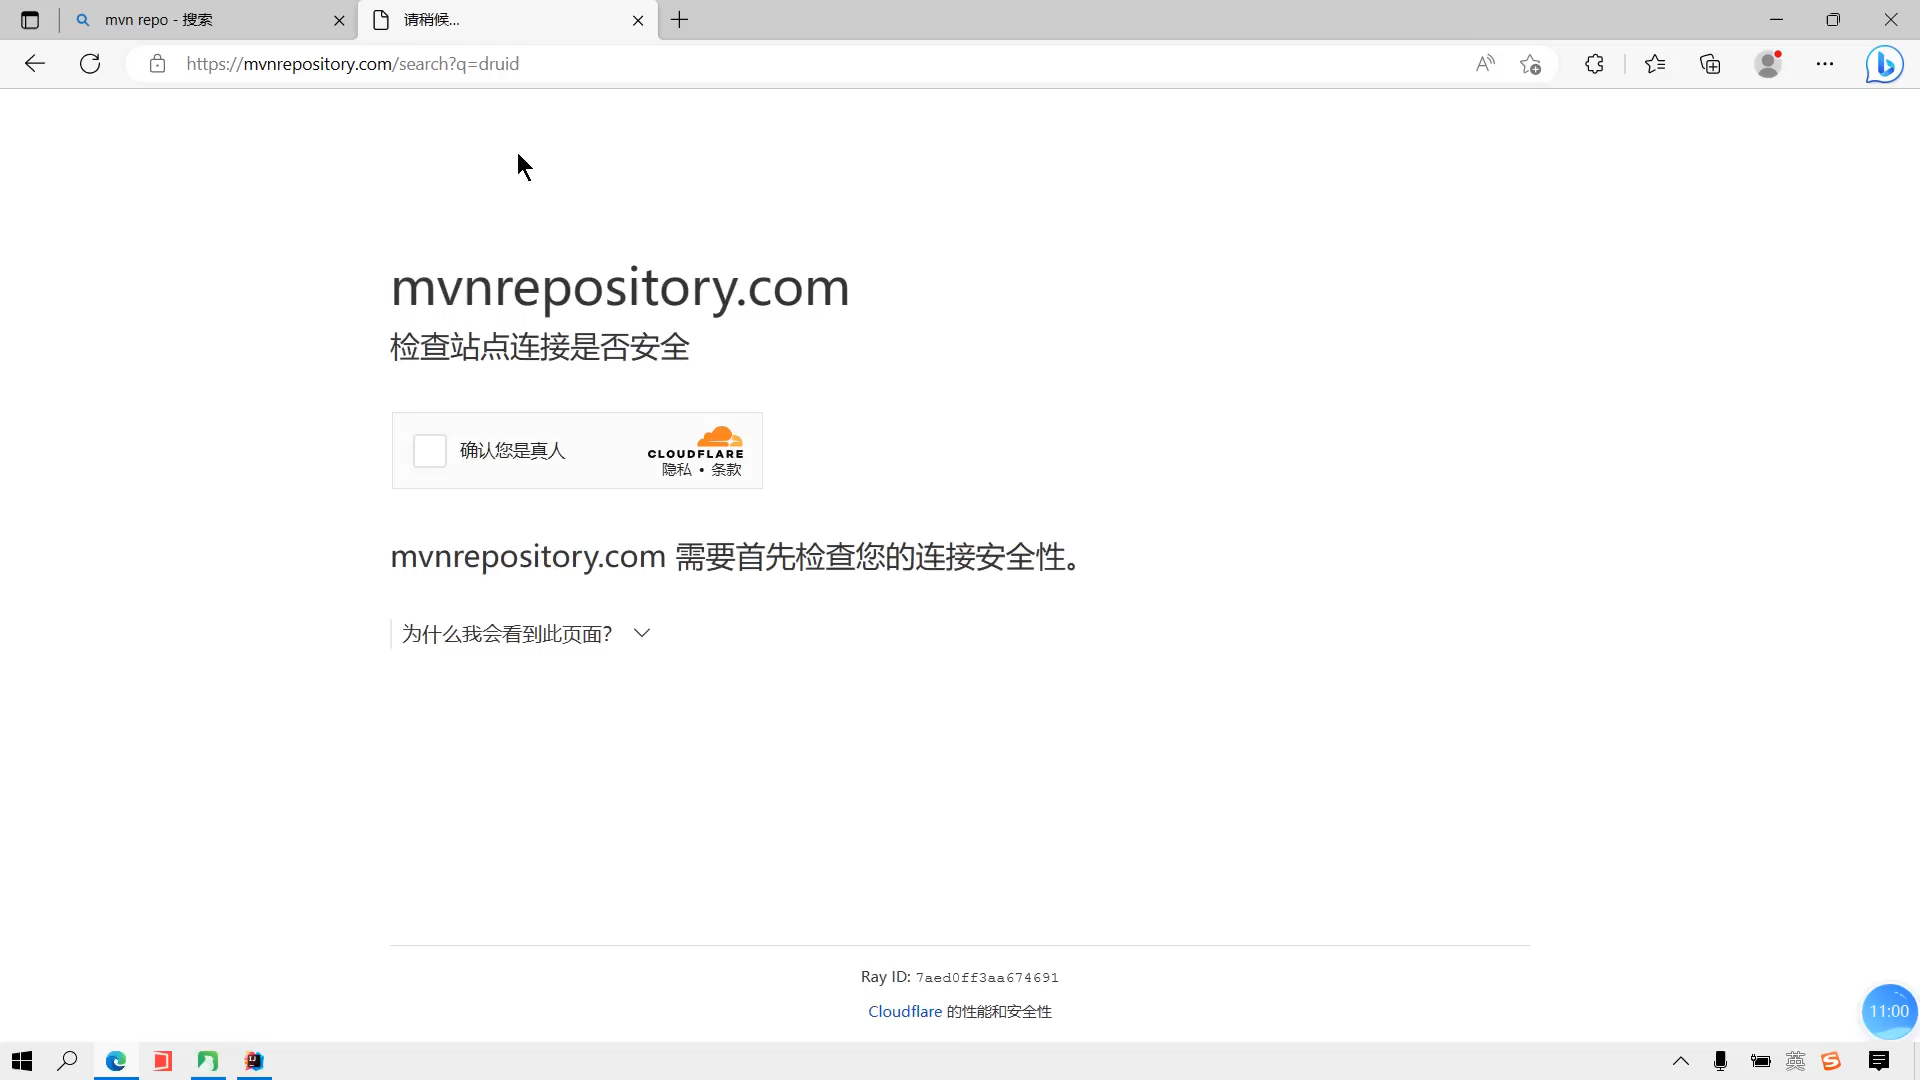 mvn repo - 搜索
请稍候...
https://mvnrepository.com/search?q=druid
mvnrepository.com
检查站点连接是否安全
确认您是真人
CLOUDFLARE
隐私 • 条款
mvnrepository.com 需要首先检查您的连接安全性。
为什么我会看到此页面?
Ray ID: 7aed0ff3aa674691
Cloudflare 的性能和安全性
11:00
英